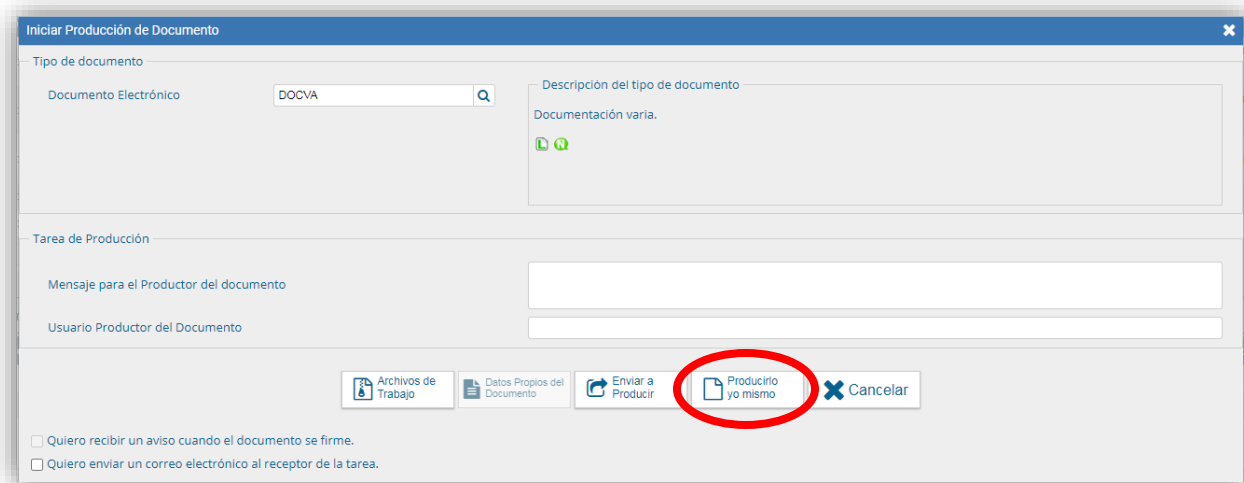 Iniciar Producción de Documento
Tipo de documento
Documento Electrónico
DOCVA
Descripción del tipo de documento
Documentación varia.
L N
Tarea de Producción
Mensaje para el Productor del documento
Usuario Productor del Documento
Archivos de
Trabajo
Datos Propios del
Documento
Enviar a
Producir
Producirlo
yo mismo
Cancelar
Quiero recibir un aviso cuando el documento se firme.
Quiero enviar un correo electrónico al receptor de la tarea.